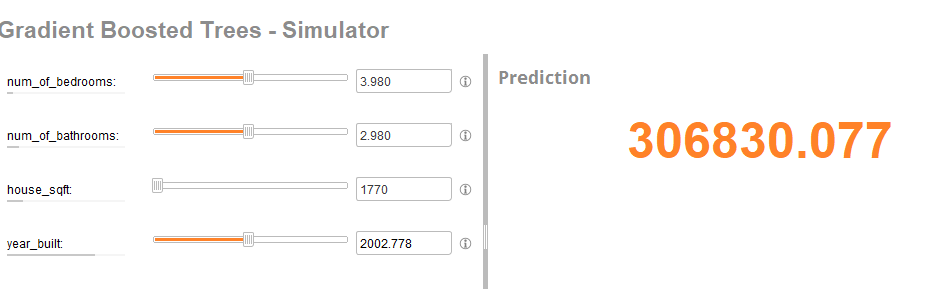 Gradient Boosted Trees - Simulator
num_of_bedrooms: 3.980
num_of_bathrooms: 2.980
house_sqft: 1770
year_built: 2002.778
Prediction
306830.077